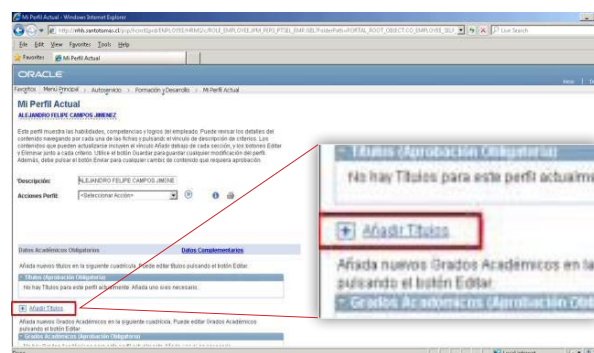 Mi Perfil Actual - Windows Internet Explorer
File Edit View Favorites Tools Help
Favorites Mi Perfil Actual
ORACLE
Favoritos Menú Principal > Autoservicio > Formación y Desarrollo > Mi Perfil Actual
Mi Perfil Actual
ALEJANDRO FELIPE CAMPOS JIMENEZ
Este perfil muestra las habilidades, competencias y logros del empleado. Puede revisar los detalles del
contenido navegando por cada una de las fichas y pulsando el vínculo de descripción de criterios. Los
contenidos que pueden actualizarse incluyen el vínculo Añadir debajo de cada sección, y los botones Editar
y Eliminar junto a cada criterio. Utilice el botón Guardar para guardar cualquier modificación del perfil.
Además, debe pulsar el botón Enviar para cualquier cambio de contenido que requiera aprobación.
*Descripción: ALEJANDRO FELIPE CAMPOS JIMENE
Acciones Perfil: <Seleccionar Acción>
Datos Académicos Obligatorios Datos Complementarios
Añada nuevos títulos en la siguiente cuadrícula. Puede editar títulos pulsando el botón Editar.
Títulos (Aprobación Obligatoria)
No hay Títulos para este perfil actualmente. Añada uno si es necesario.
Añadir Títulos
Añada nuevos Grados Académicos en la siguiente cuadrícula. Puede editar Grados Académicos
pulsando el botón Editar.
Grados Académicos (Aprobación Obligatoria)
Títulos (Aprobación Obligatoria)
No hay Títulos para este perfil actualme
Añadir Títulos
Añada nuevos Grados Académicos en la
pulsando el botón Editar.
Grados Académicos (Aprobación Obli